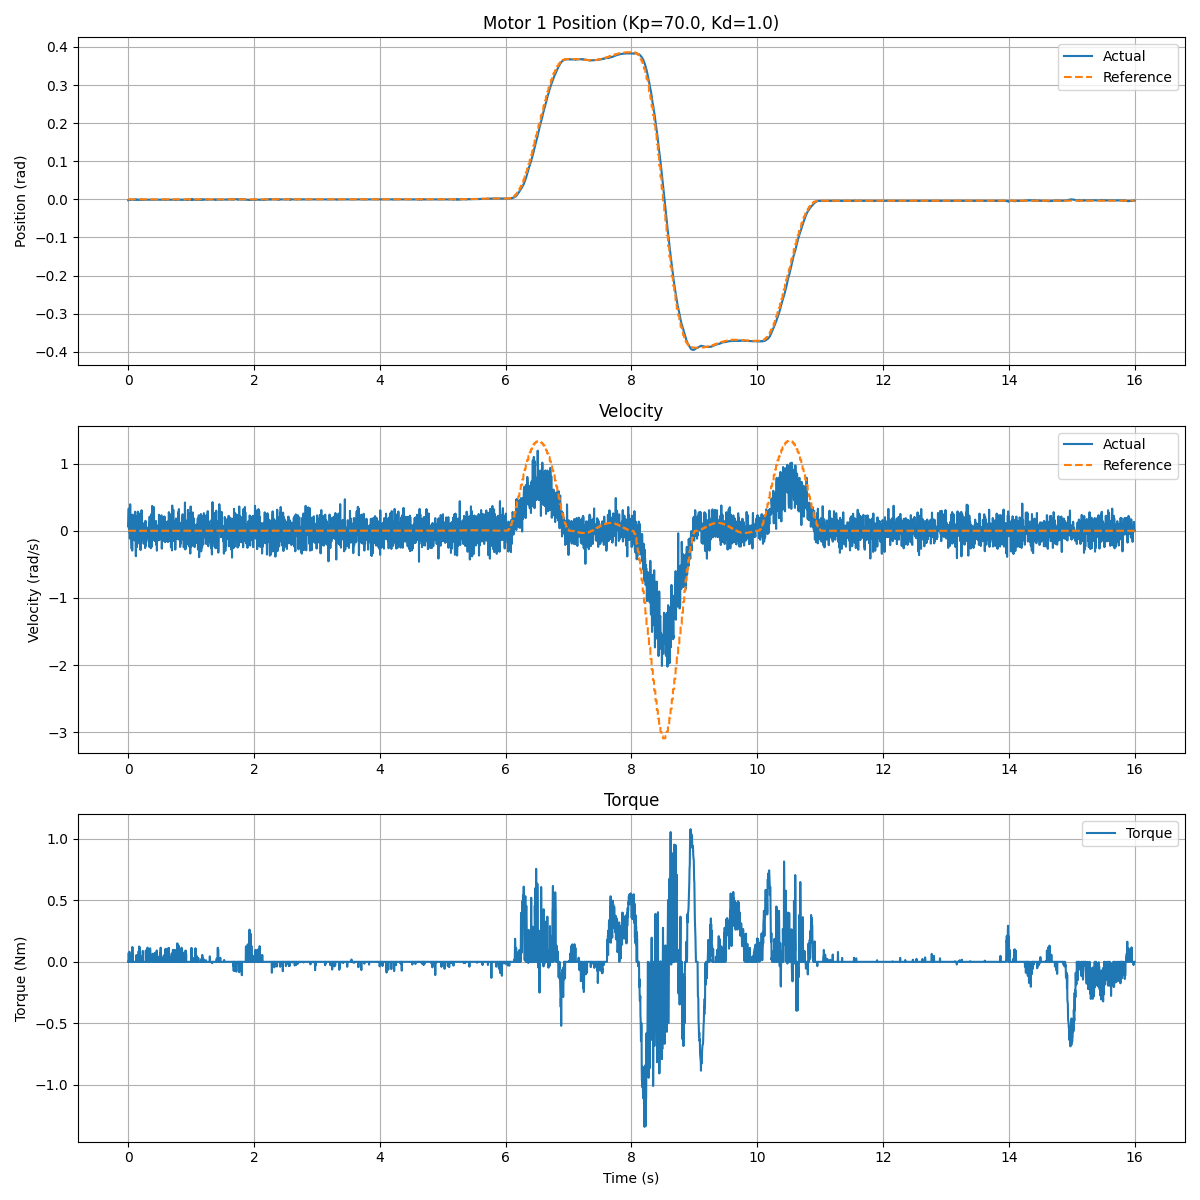 Motor 1 Position (Kp=70.0, Kd=1.0)
Position (rad)
0.4
0.3
0.2
0.1
0.0
−0.1
−0.2
−0.3
−0.4
Actual
Reference
0 2 4 6 8 10 12 14 16
Velocity
Velocity (rad/s)
1
0
−1
−2
−3
Actual
Reference
0 2 4 6 8 10 12 14 16
Torque
Torque (Nm)
1.0
0.5
0.0
−0.5
−1.0
Torque
0 2 4 6 8 10 12 14 16
Time (s)